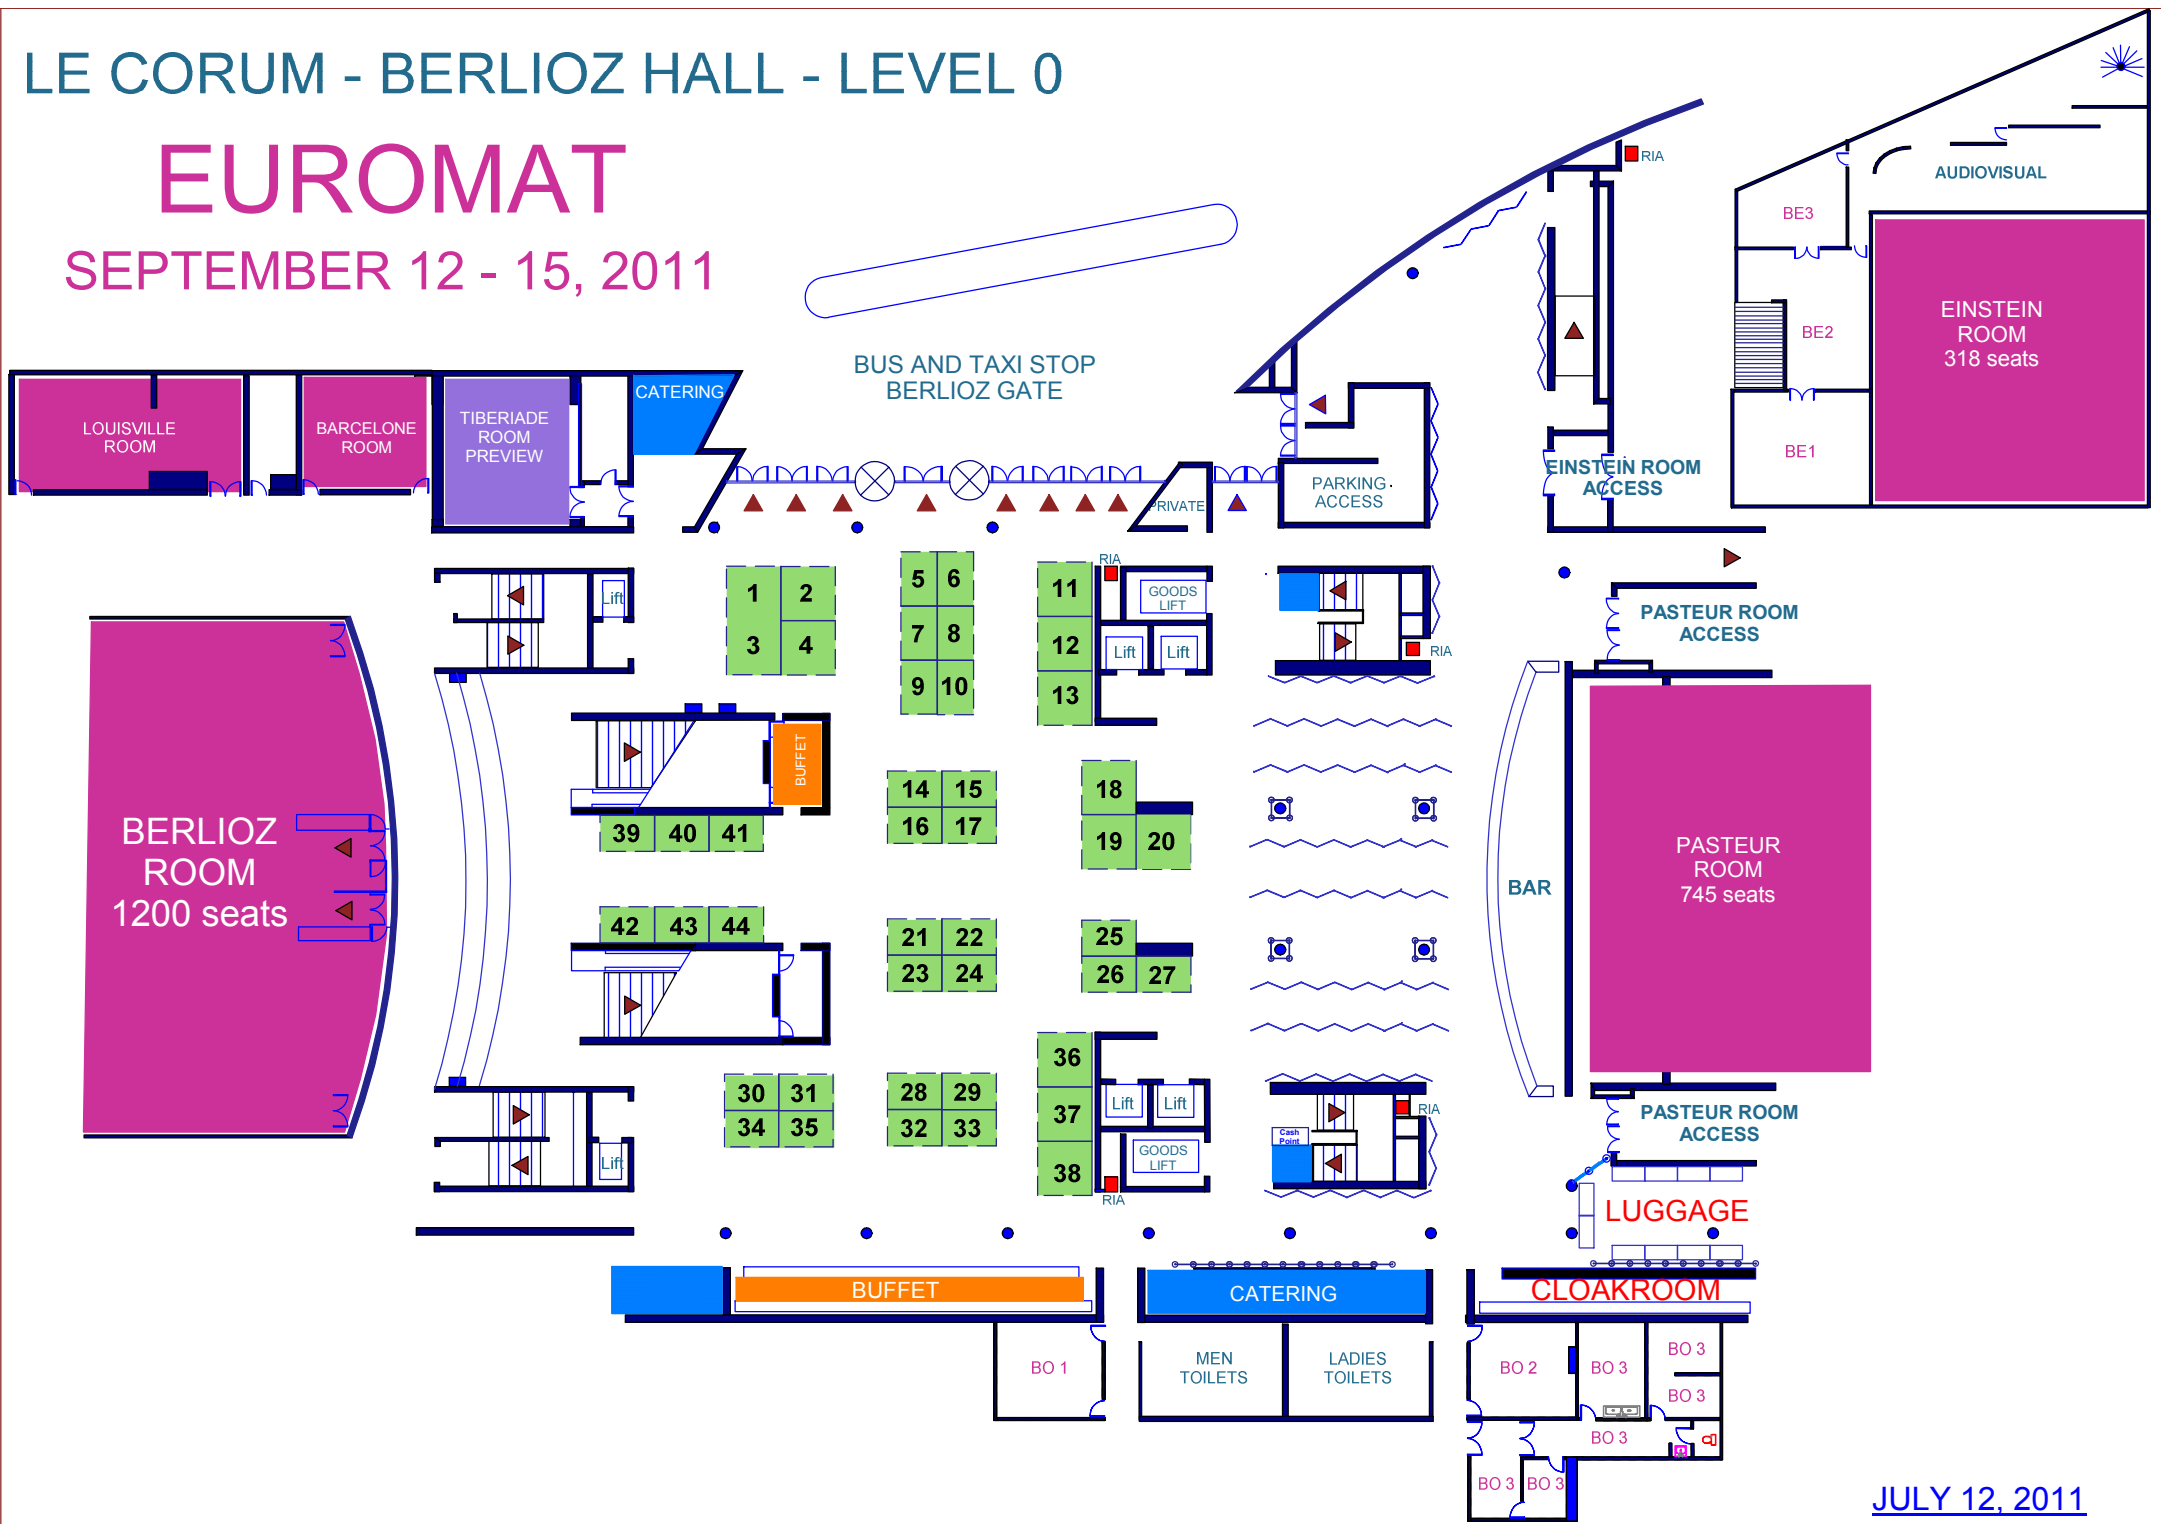 LE CORUM - BERLIOZ HALL - LEVEL 0
EUROMAT
SEPTEMBER 12 - 15, 2011
RIA
AUDIOVISUAL
BE3
BE2
BE1
EINSTEIN
ROOM
318 seats
BUS AND TAXI STOP
BERLIOZ GATE
LOUISVILLE
ROOM
BARCELONE
ROOM
TIBERIADE
ROOM
PREVIEW
CATERING
PRIVATE
PARKING
ACCESS
EINSTEIN ROOM
ACCESS
Lift
1 2
3 4
5 6
7 8
9 10
11
12
13
RIA
GOODS
LIFT
Lift Lift
RIA
PASTEUR ROOM
ACCESS
BUFFET
14 15
16 17
18
19 20
39 40 41
BERLIOZ
ROOM
1200 seats
42 43 44
21 22
23 24
25
26 27
BAR
PASTEUR
ROOM
745 seats
30 31
34 35
28 29
32 33
36
37
38
Lift Lift
GOODS
LIFT
RIA
Lift
Cash
Point
RIA
PASTEUR ROOM
ACCESS
LUGGAGE
CLOAKROOM
BUFFET
CATERING
BO 1
MEN
TOILETS
LADIES
TOILETS
BO 2
BO 3
BO 3
BO 3
BO 3
BO 3
BO 3
JULY 12, 2011